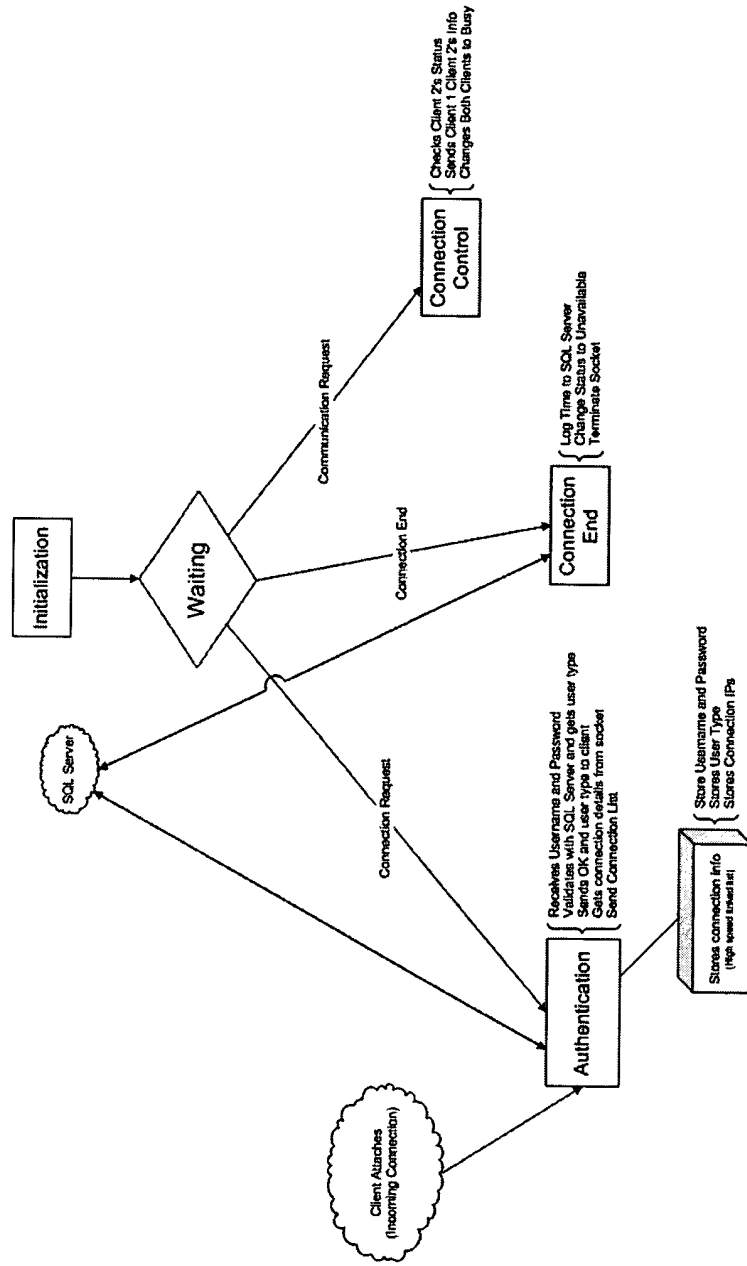 Initialization
Waiting
SQL Server
Communication Request
Connection End
Connection Request
Client Attaches
(Incoming Connection)
Authentication
Receives Username and Password
Validates with SQL Server and gets user type
Sends OK and user type to client
Gets connection details from socket
Send Connection List
Stores connection info
(High speed linked list)
Store Username and Password
Stores User Type
Stores Connection IPs
Connection
End
Log Time to SQL Server
Change Status to Unavailable
Terminate Socket
Connection
Control
Checks Client 2's Status
Sends Client 1 Client 2's Info
Changes Both Clients to Busy